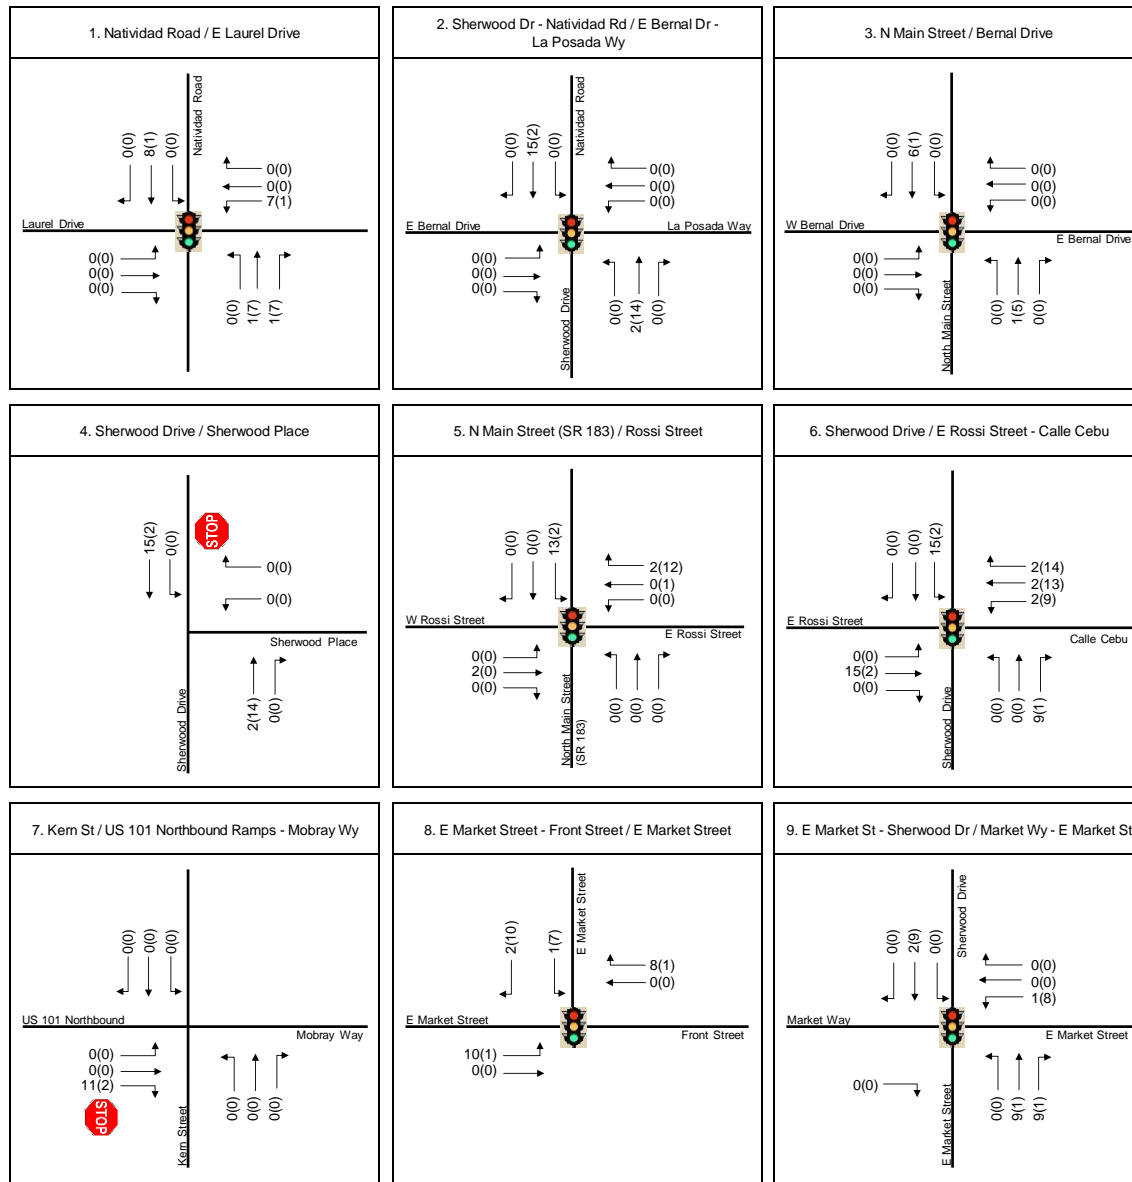 1. Natividad Road / E Laurel Drive
Natividad Road
0(0)
8(1)
0(0)
0(0)
0(0)
7(1)
Laurel Drive
0(0)
0(0)
0(0)
0(0)
1(7)
1(7)
2. Sherwood Dr - Natividad Rd / E Bernal Dr -
La Posada Wy
Natividad Road
0(0)
15(2)
0(0)
0(0)
0(0)
0(0)
E Bernal Drive
La Posada Way
0(0)
0(0)
0(0)
Sherwood Drive
0(0)
2(14)
0(0)
3. N Main Street / Bernal Drive
North Main Road
0(0)
6(1)
0(0)
0(0)
0(0)
0(0)
W Bernal Drive
E Bernal Drive
0(0)
0(0)
0(0)
North Main Street
0(0)
1(5)
0(0)
4. Sherwood Drive / Sherwood Place
15(2)
0(0)
STOP
0(0)
0(0)
Sherwood Place
Sherwood Drive
2(14)
0(0)
5. N Main Street (SR 183) / Rossi Street
0(0)
0(0)
13(2)
2(12)
0(1)
0(0)
W Rossi Street
E Rossi Street
0(0)
2(0)
0(0)
North Main Street
(SR 183)
0(0)
0(0)
0(0)
6. Sherwood Drive / E Rossi Street - Calle Cebu
0(0)
0(0)
15(2)
2(14)
2(13)
2(9)
E Rossi Street
Calle Cebu
0(0)
15(2)
0(0)
Sherwood Drive
0(0)
0(0)
9(1)
7. Kern St / US 101 Northbound Ramps - Mobray Wy
0(0)
0(0)
0(0)
US 101 Northbound
Mobray Way
0(0)
0(0)
11(2)
STOP
Kern Street
0(0)
0(0)
0(0)
8. E Market Street - Front Street / E Market Street
E Market Street
2(10)
1(7)
8(1)
0(0)
E Market Street
Front Street
10(1)
0(0)
9. E Market St - Sherwood Dr / Market Wy - E Market St
Sherwood Drive
0(0)
2(9)
0(0)
0(0)
0(0)
1(8)
Market Way
E Market Street
0(0)
E Market Street
0(0)
9(1)
9(1)